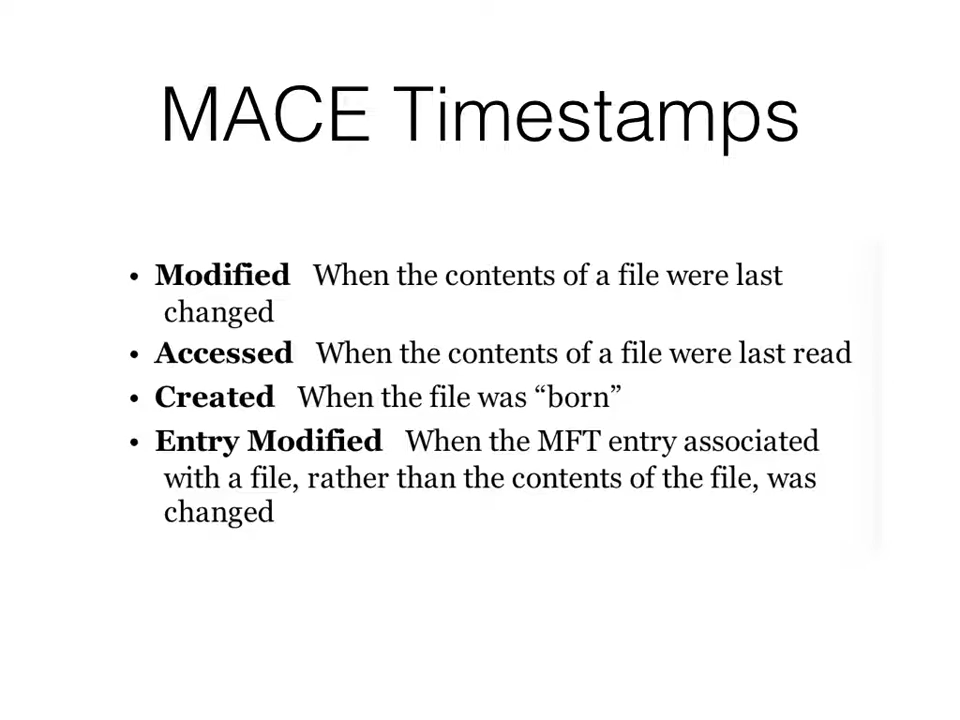 MACE Timestamps
• Modified When the contents of a file were last
changed
• Accessed When the contents of a file were last read
• Created When the file was “born”
• Entry Modified When the MFT entry associated
with a file, rather than the contents of the file, was
changed